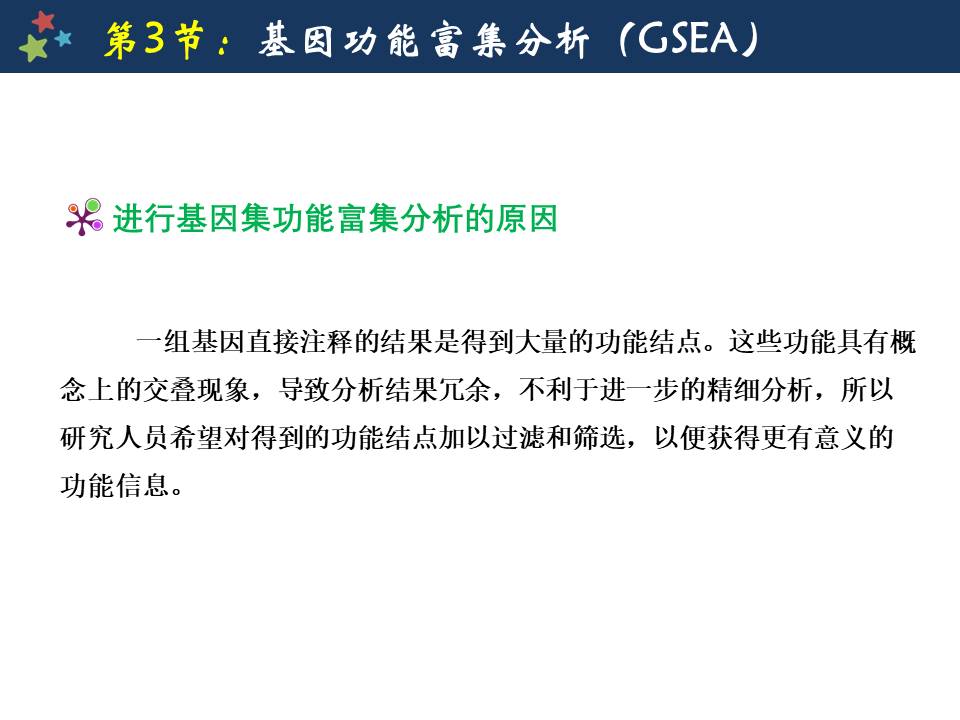 第3节：基因功能富集分析（GSEA）
进行基因集功能富集分析的原因
一组基因直接注释的结果是得到大量的功能结点。这些功能具有概
念上的交叠现象，导致分析结果冗余，不利于进一步的精细分析，所以
研究人员希望对得到的功能结点加以过滤和筛选，以便获得更有意义的
功能信息。